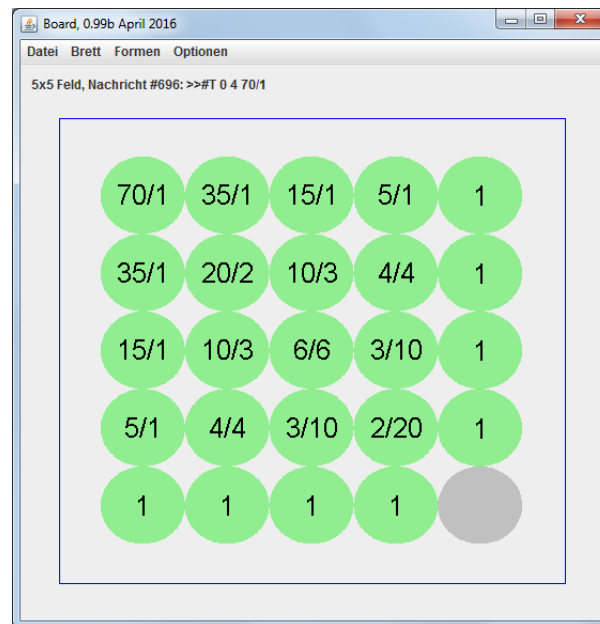 Board, 0.99b April 2016
Datei Brett Formen Optionen
5x5 Feld, Nachricht #696: >>#T 0 4 70/1
70/1 35/1 15/1 5/1 1
35/1 20/2 10/3 4/4 1
15/1 10/3 6/6 3/10 1
5/1 4/4 3/10 2/20 1
1 1 1 1